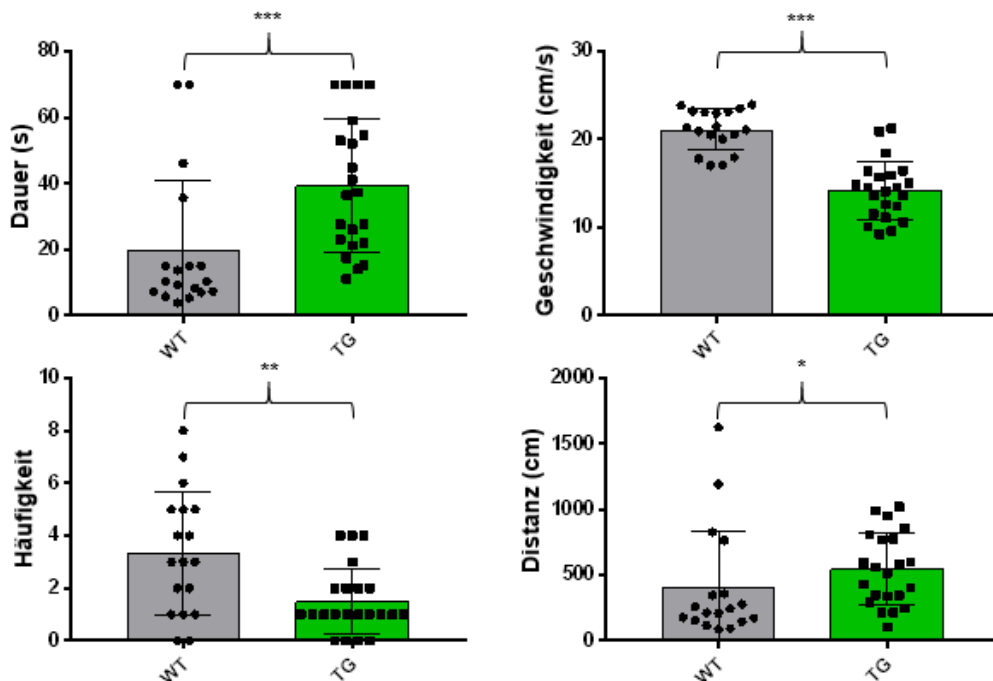 ***
Dauer (s)
80
60
40
20
0
WT
TG
***
Geschwindigkeit (cm/s)
30
20
10
0
WT
TG
**
Häufigkeit
10
8
6
4
2
0
WT
TG
*
Distanz (cm)
2000
1500
1000
500
0
WT
TG